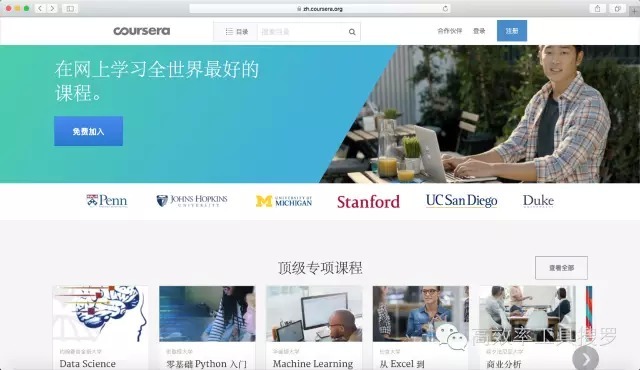 zh.coursera.org
coursera
目录
搜索目录
合作伙伴
登录
注册
在网上学习全世界最好的
课程。
免费加入
Penn
JOHNS HOPKINS
UNIVERSITY
UNIVERSITY OF
MICHIGAN
Stanford
UC San Diego
Duke
顶级专项课程
查看全部
约翰霍普金斯大学
Data Science
密歇根大学
零基础 Python 入门
华盛顿大学
Machine Learning
杜克大学
从 Excel 到
宾夕法尼亚大学
商业分析
高效率工具搜罗